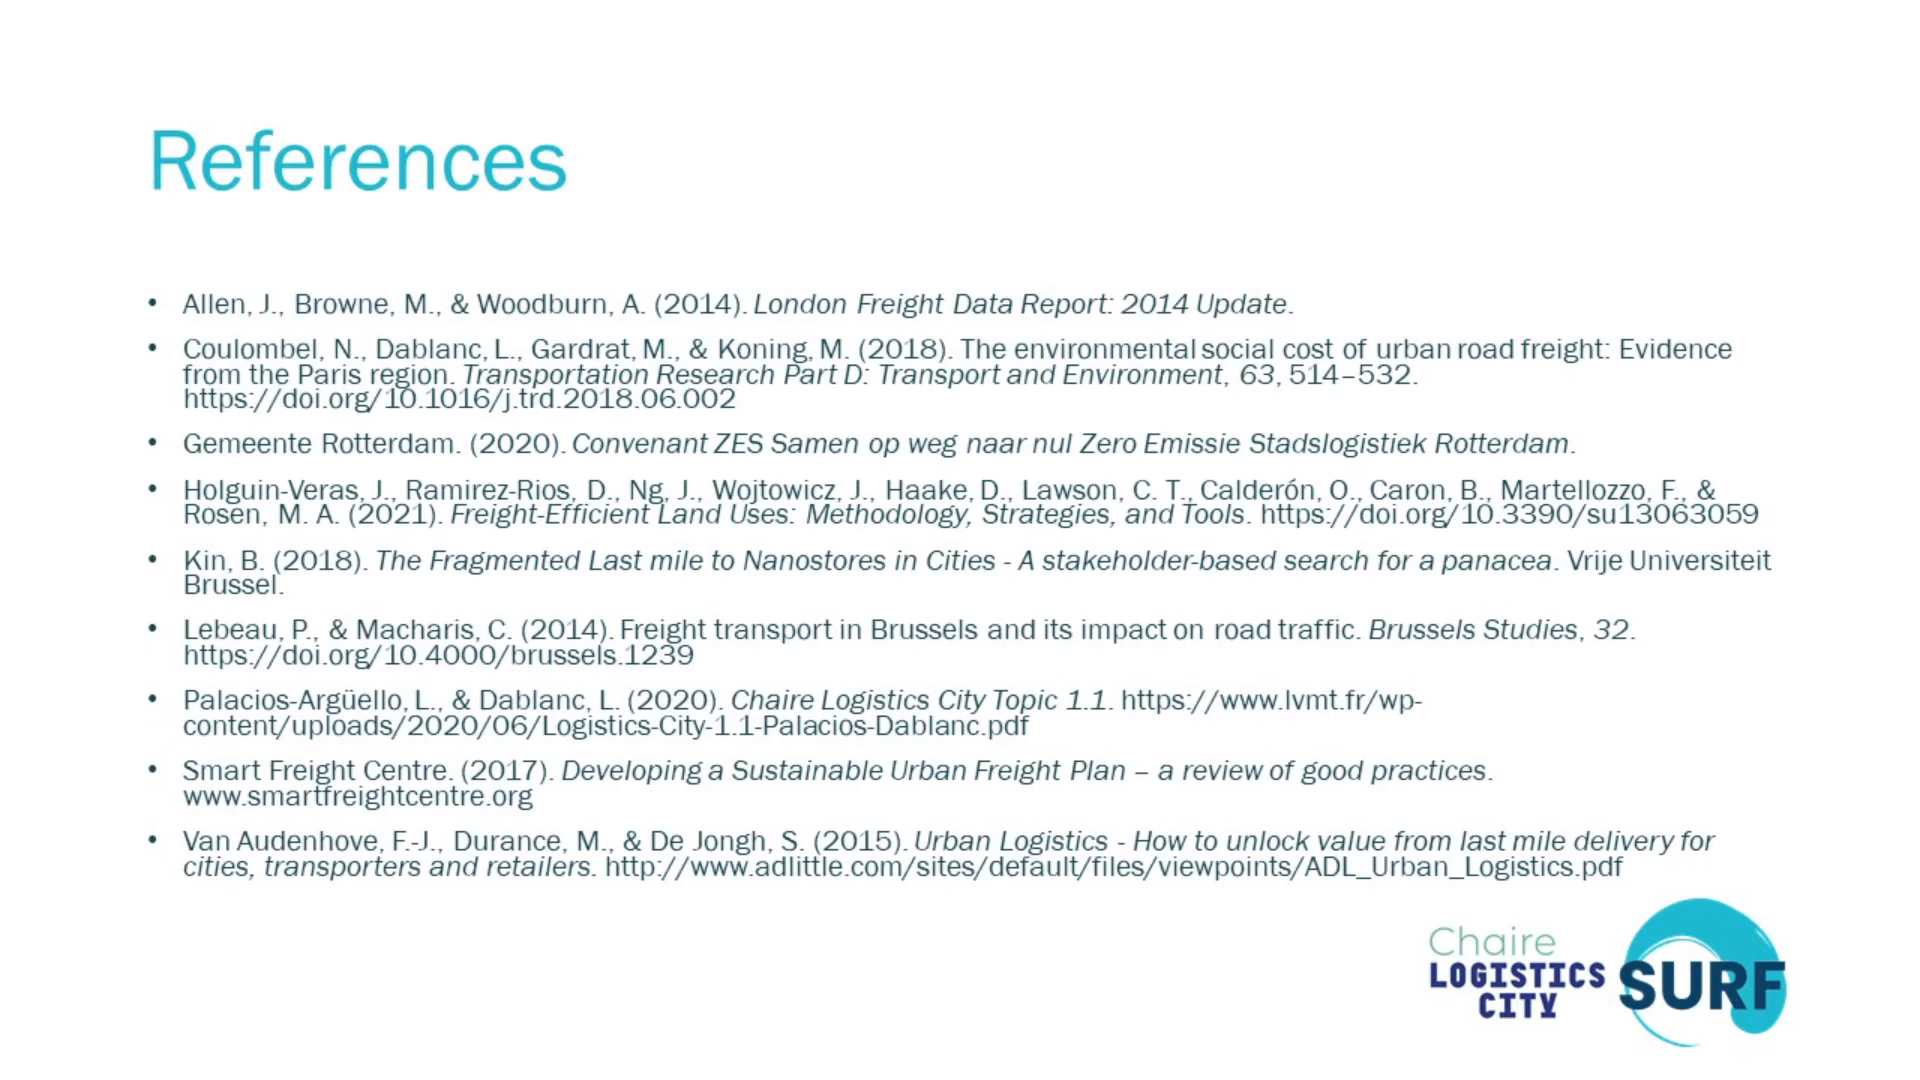 References
• Allen, J., Browne, M., & Woodburn, A. (2014). London Freight Data Report: 2014 Update.
• Coulombel, N., Dablanc, L., Gardrat, M., & Koning, M. (2018). The environmental social cost of urban road freight: Evidence
from the Paris region. Transportation Research Part D: Transport and Environment, 63, 514–532.
https://doi.org/10.1016/j.trd.2018.06.002
• Gemeente Rotterdam. (2020). Convenant ZES Samen op weg naar nul Zero Emissie Stadslogistiek Rotterdam.
• Holguin-Veras, J., Ramirez-Rios, D., Ng, J., Wojtowicz, J., Haake, D., Lawson, C. T., Calderón, O., Caron, B., Martellozzo, F., &
Rosen, M. A. (2021). Freight-Efficient Land Uses: Methodology, Strategies, and Tools. https://doi.org/10.3390/su13063059
• Kin, B. (2018). The Fragmented Last mile to Nanostores in Cities - A stakeholder-based search for a panacea. Vrije Universiteit
Brussel.
• Lebeau, P., & Macharis, C. (2014). Freight transport in Brussels and its impact on road traffic. Brussels Studies, 32.
https://doi.org/10.4000/brussels.1239
• Palacios-Argüello, L., & Dablanc, L. (2020). Chaire Logistics City Topic 1.1. https://www.lvmt.fr/wp-
content/uploads/2020/06/Logistics-City-1.1-Palacios-Dablanc.pdf
• Smart Freight Centre. (2017). Developing a Sustainable Urban Freight Plan – a review of good practices.
www.smartfreightcentre.org
• Van Audenhove, F.-J., Durance, M., & De Jongh, S. (2015). Urban Logistics - How to unlock value from last mile delivery for
cities, transporters and retailers. http://www.adlittle.com/sites/default/files/viewpoints/ADL_Urban_Logistics.pdf
Chaire
LOGISTICS
CITY
SURF